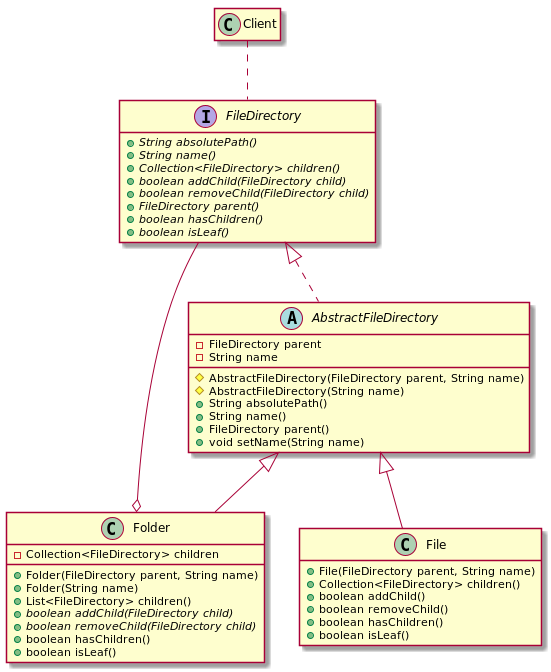 C Client
I FileDirectory
String absolutePath()
String name()
Collection<FileDirectory> children()
boolean addChild(FileDirectory child)
boolean removeChild(FileDirectory child)
FileDirectory parent()
boolean hasChildren()
boolean isLeaf()
A AbstractFileDirectory
FileDirectory parent
String name
AbstractFileDirectory(FileDirectory parent, String name)
AbstractFileDirectory(String name)
String absolutePath()
String name()
FileDirectory parent()
void setName(String name)
C Folder
Collection<FileDirectory> children
Folder(FileDirectory parent, String name)
Folder(String name)
List<FileDirectory> children()
boolean addChild(FileDirectory child)
boolean removeChild(FileDirectory child)
boolean hasChildren()
boolean isLeaf()
C File
File(FileDirectory parent, String name)
Collection<FileDirectory> children()
boolean addChild()
boolean removeChild()
boolean hasChildren()
boolean isLeaf()